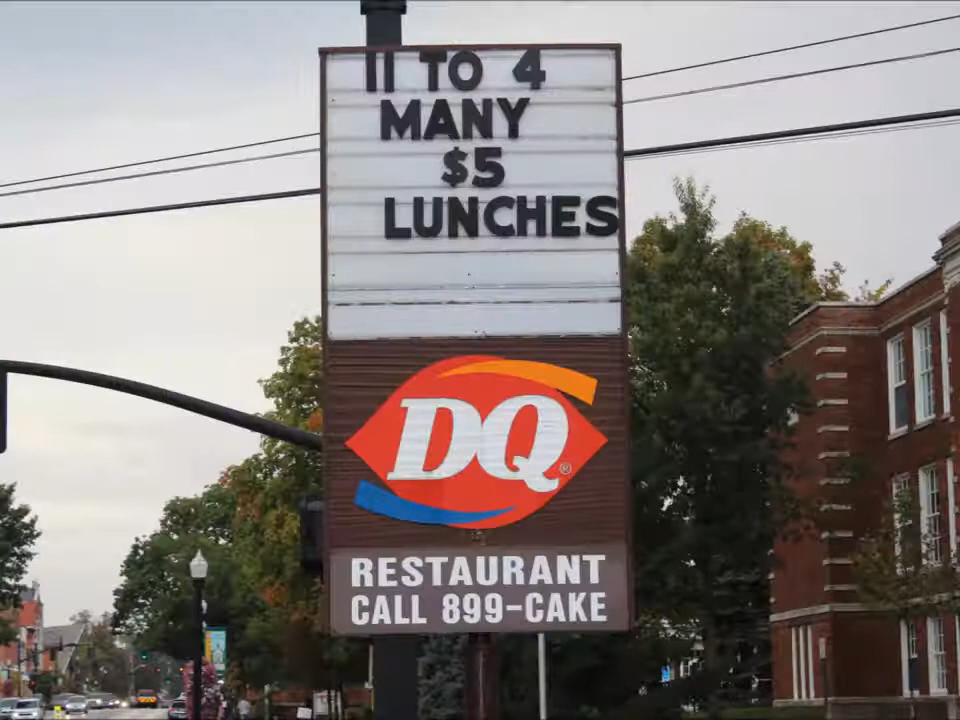 11 TO 4
MANY
$5
LUNCHES
DQ®
RESTAURANT
CALL 899-CAKE